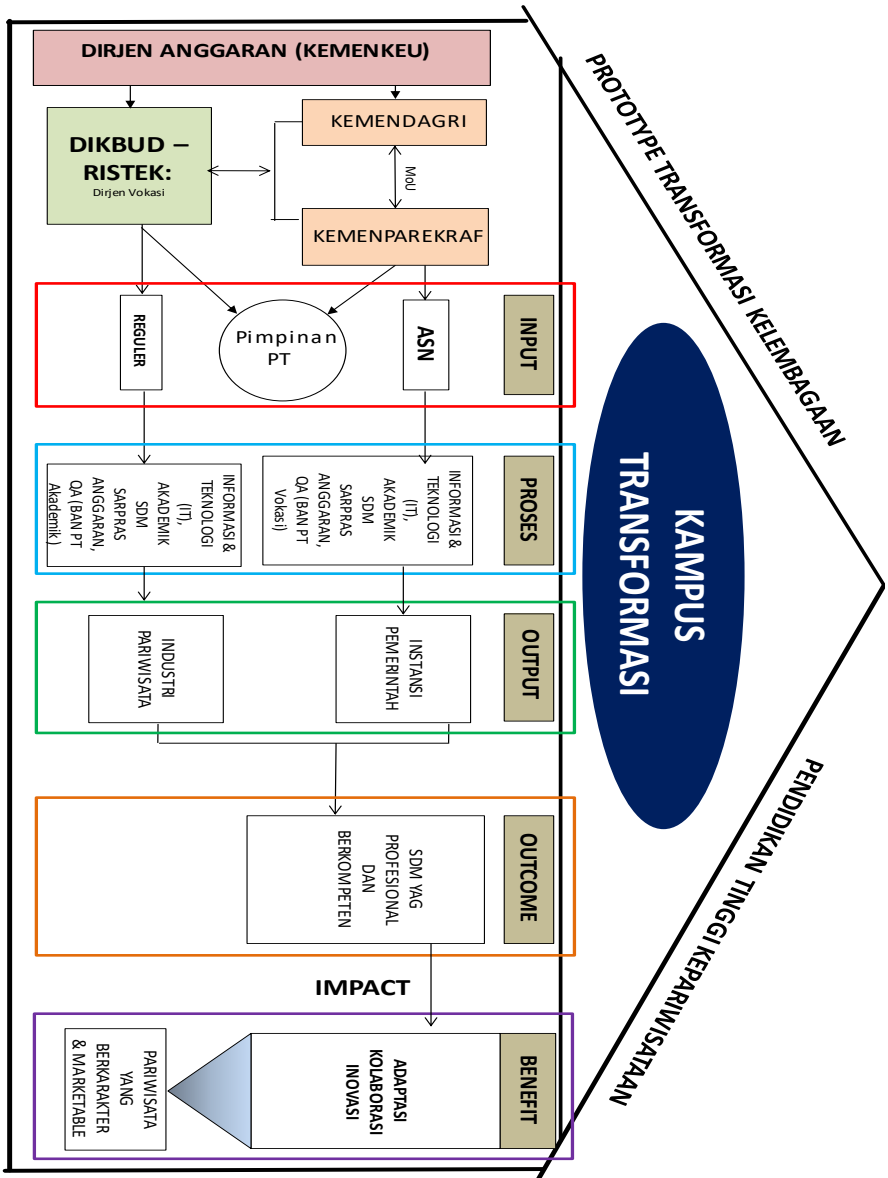 PROTOTYPE TRANSFORMASI KELEMBAGAAN
PENDIDIKAN TINGGI KEPARIWISATAAN
KAMPUS
TRANSFORMASI
DIRJEN ANGGARAN (KEMENKEU)
DIKBUD –
RISTEK:
Dirjen Vokasi
KEMENDAGRI
MoU
KEMENPAREKRAF
INPUT
ASN
Pimpinan
PT
REGULER
PROSES
INFORMASI &
TEKNOLOGI
(IT),
AKADEMIK
SDM
SARPRAS
ANGGARAN,
QA (BAN PT
Vokasi)
INFORMASI &
TEKNOLOGI
(IT),
AKADEMIK
SDM
SARPRAS
ANGGARAN,
QA (BAN PT
Akademik)
OUTPUT
INSTANSI
PEMERINTAH
INDUSTRI
PARIWISATA
OUTCOME
SDM YAG
PROFESIONAL
DAN
BERKOMPETEN
IMPACT
BENEFIT
ADAPTASI
KOLABORASI
INOVASI
PARIWISATA
YANG
BERKARAKTER
& MARKETABLE